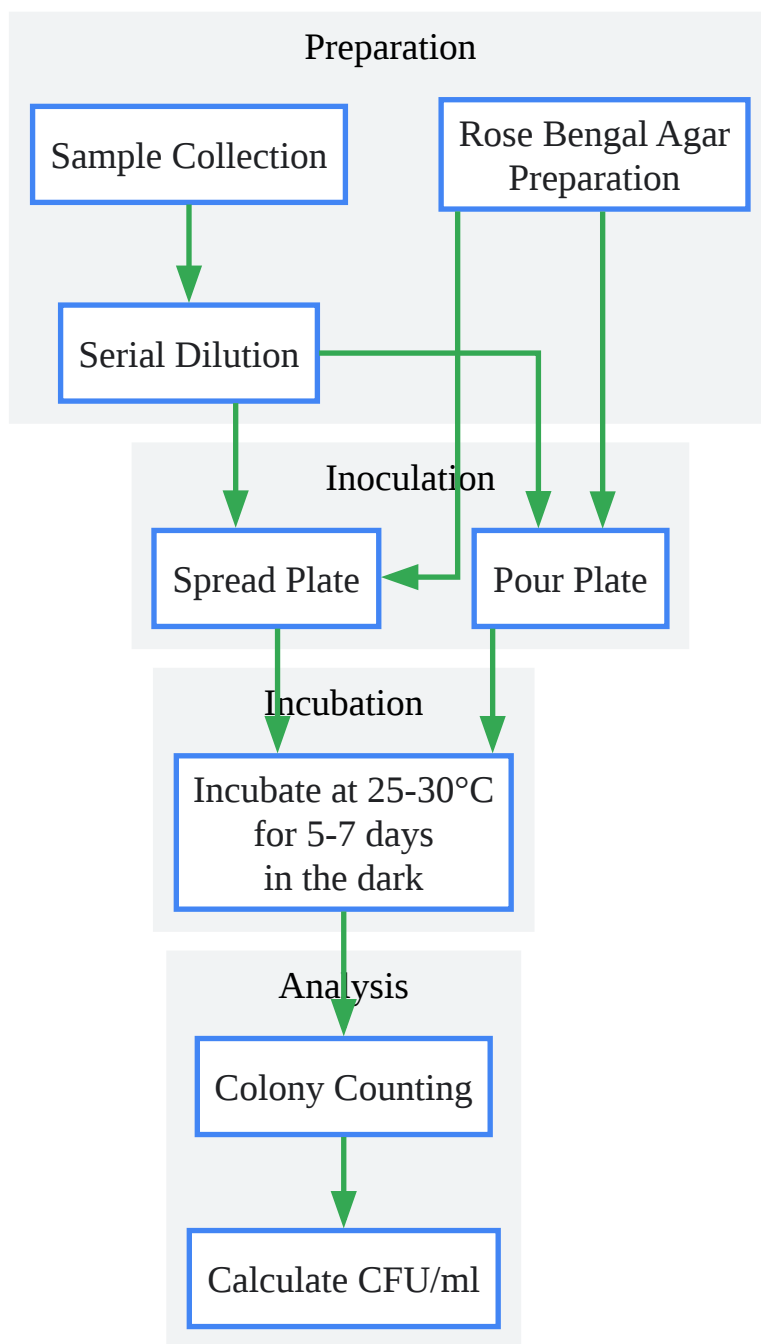 Preparation
Sample Collection
Rose Bengal Agar
Preparation
Serial Dilution
Inoculation
Spread Plate
Pour Plate
Incubation
Incubate at 25-30°C
for 5-7 days
in the dark
Analysis
Colony Counting
Calculate CFU/ml